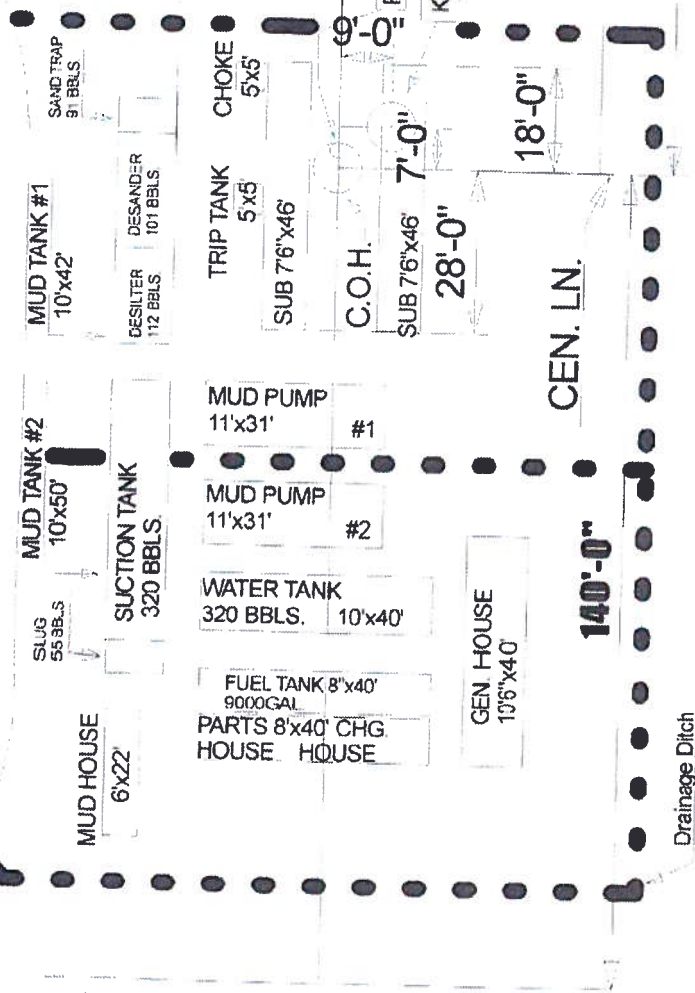 SAND TRAP
91 BBLS
MUD TANK #1
10'x42'
DESANDER
101 BBLS
DESILTER
112 BBLS.
CHOKE
5'x5'
TRIP TANK
5'x5'
SUB 7'6"x46'
9'-0"
C.O.H.
SUB 7'6"x46'
7'-0"
28'-0"
18'-0"
CEN. LN.
MUD TANK #2
10'x50'
SLUG
55 BBLS
SUCTION TANK
320 BBLS.
MUD PUMP
11'x31'
#1
MUD PUMP
11'x31'
#2
WATER TANK
320 BBLS. 10'x40'
FUEL TANK 8"x40'
9000GAL
PARTS 8'x40' CHG.
HOUSE HOUSE
MUD HOUSE
6'x22'
GEN. HOUSE
10'6"x40'
140'-0"
Drainage Ditch